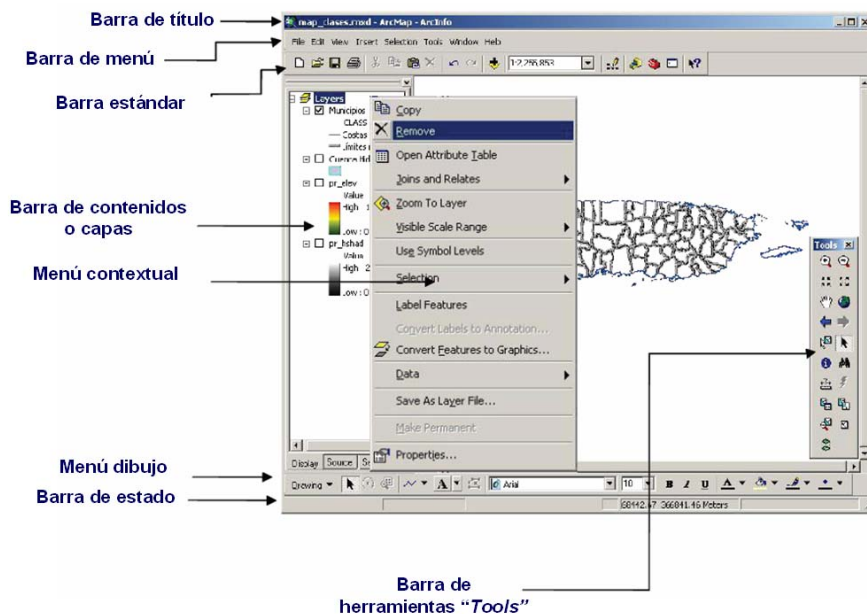 Barra de título
map_clases.mxd - ArcMap - ArcInfo
Barra de menú
File Edit View Insert Selection Tools Window Help
Barra estándar
1:2,255,853
Layers
Municipios
CLASS
Costas
Límites
Cuenca Hid
pr_elev
Value
High
Low : 0
pr_hshad
Value
High : 2
Low : 0
Copy
Remove
Open Attribute Table
Joins and Relates
Zoom To Layer
Visible Scale Range
Use Symbol Levels
Selection
Label Features
Convert Labels to Annotation...
Convert Features to Graphics...
Data
Save As Layer File...
Make Permanent
Properties...
Barra de contenidos
o capas
Menú contextual
Tools
Menú dibujo
Display Source
Barra de estado
Drawing
A
Arial
10
B I U A
366841.46 Meters
Barra de
herramientas “Tools”